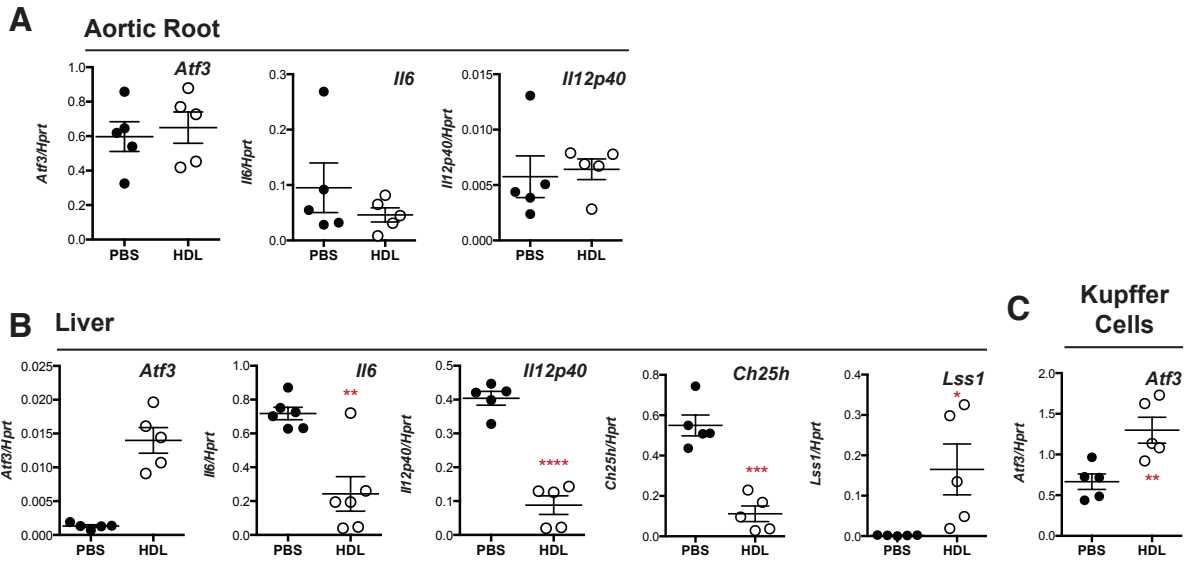 A
Aortic Root
Atf3
Atf3/Hprt
1.0
0.8
0.6
0.4
0.2
0.0
PBS HDL
Il6
Il6/Hprt
0.3
0.2
0.1
0.0
PBS HDL
Il12p40
Il12p40/Hprt
0.015
0.010
0.005
0.000
PBS HDL
B Liver
Atf3
Atf3/Hprt
0.025
0.020
0.015
0.010
0.005
0.000
PBS HDL
Il6
**
Il6/Hprt
1.0
0.8
0.6
0.4
0.2
0.0
PBS HDL
Il12p40
****
Il12p40/Hprt
0.5
0.4
0.3
0.2
0.1
0.0
PBS HDL
Ch25h
***
Ch25h/Hprt
0.8
0.6
0.4
0.2
0.0
PBS HDL
Lss1
*
Lss1/Hprt
0.4
0.3
0.2
0.1
0.0
PBS HDL
C
Kupffer
Cells
Atf3
**
Atf3/Hprt
2.0
1.5
1.0
0.5
0.0
PBS HDL